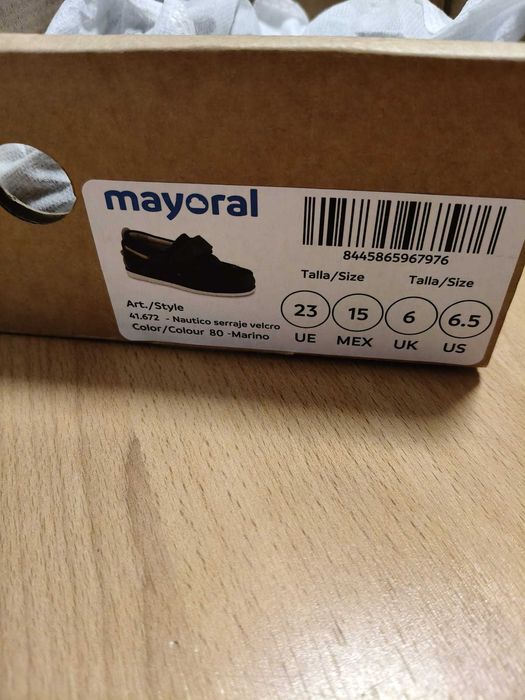 mayoral
8445865967976
Talla/Size Talla/Size
Art./Style
41.672 - Nautico serraje velcro
Color/Colour 80 -Marino
23 15 6 6.5
UE MEX UK US